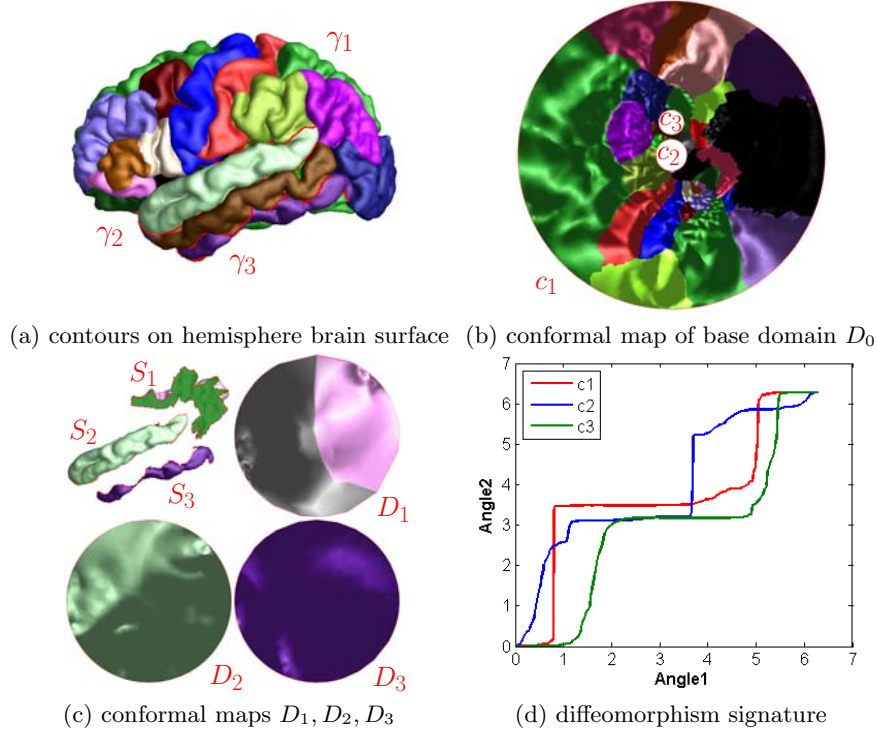 γ1
γ2
γ3
c3
c2
c1
(a) contours on hemisphere brain surface
(b) conformal map of base domain D0
S1
S2
S3
D1
D2
D3
(c) conformal maps D1, D2, D3
7
6
5
4
3
2
1
0
Angle2
c1
c2
c3
0 1 2 3 4 5 6 7
Angle1
(d) diffeomorphism signature